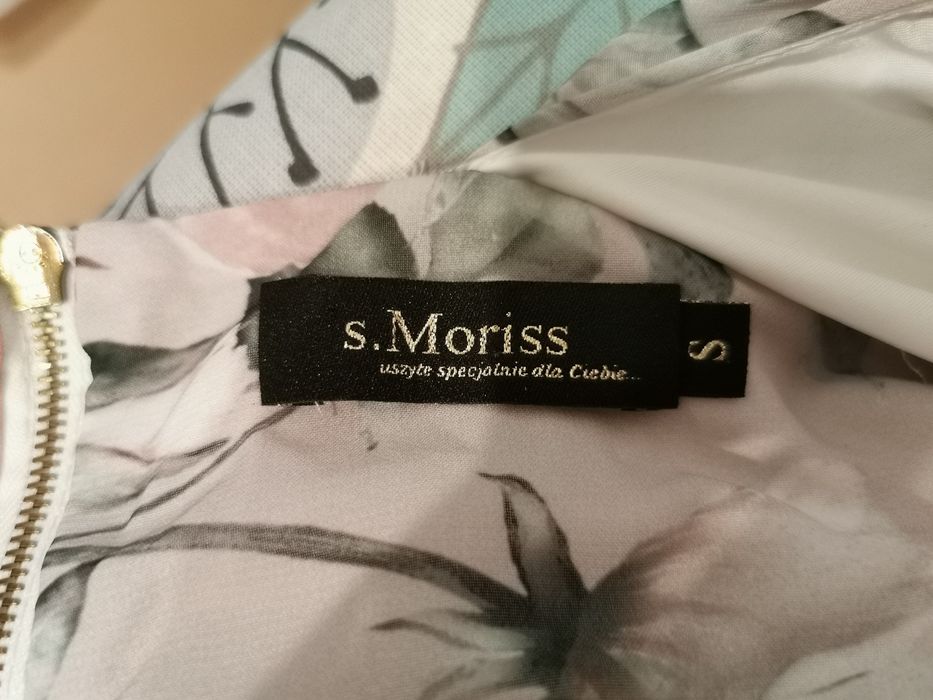 s.Moriss
uszyte specjalnie dla Ciebie...
S